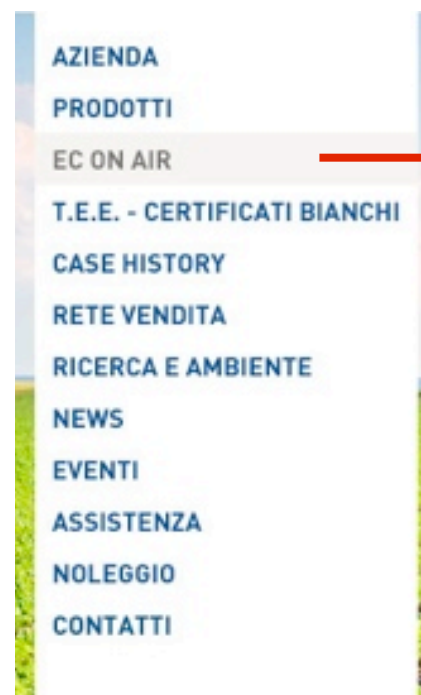 AZIENDA
PRODOTTI
EC ON AIR
T.E.E. - CERTIFICATI BIANCHI
CASE HISTORY
RETE VENDITA
RICERCA E AMBIENTE
NEWS
EVENTI
ASSISTENZA
NOLEGGIO
CONTATTI